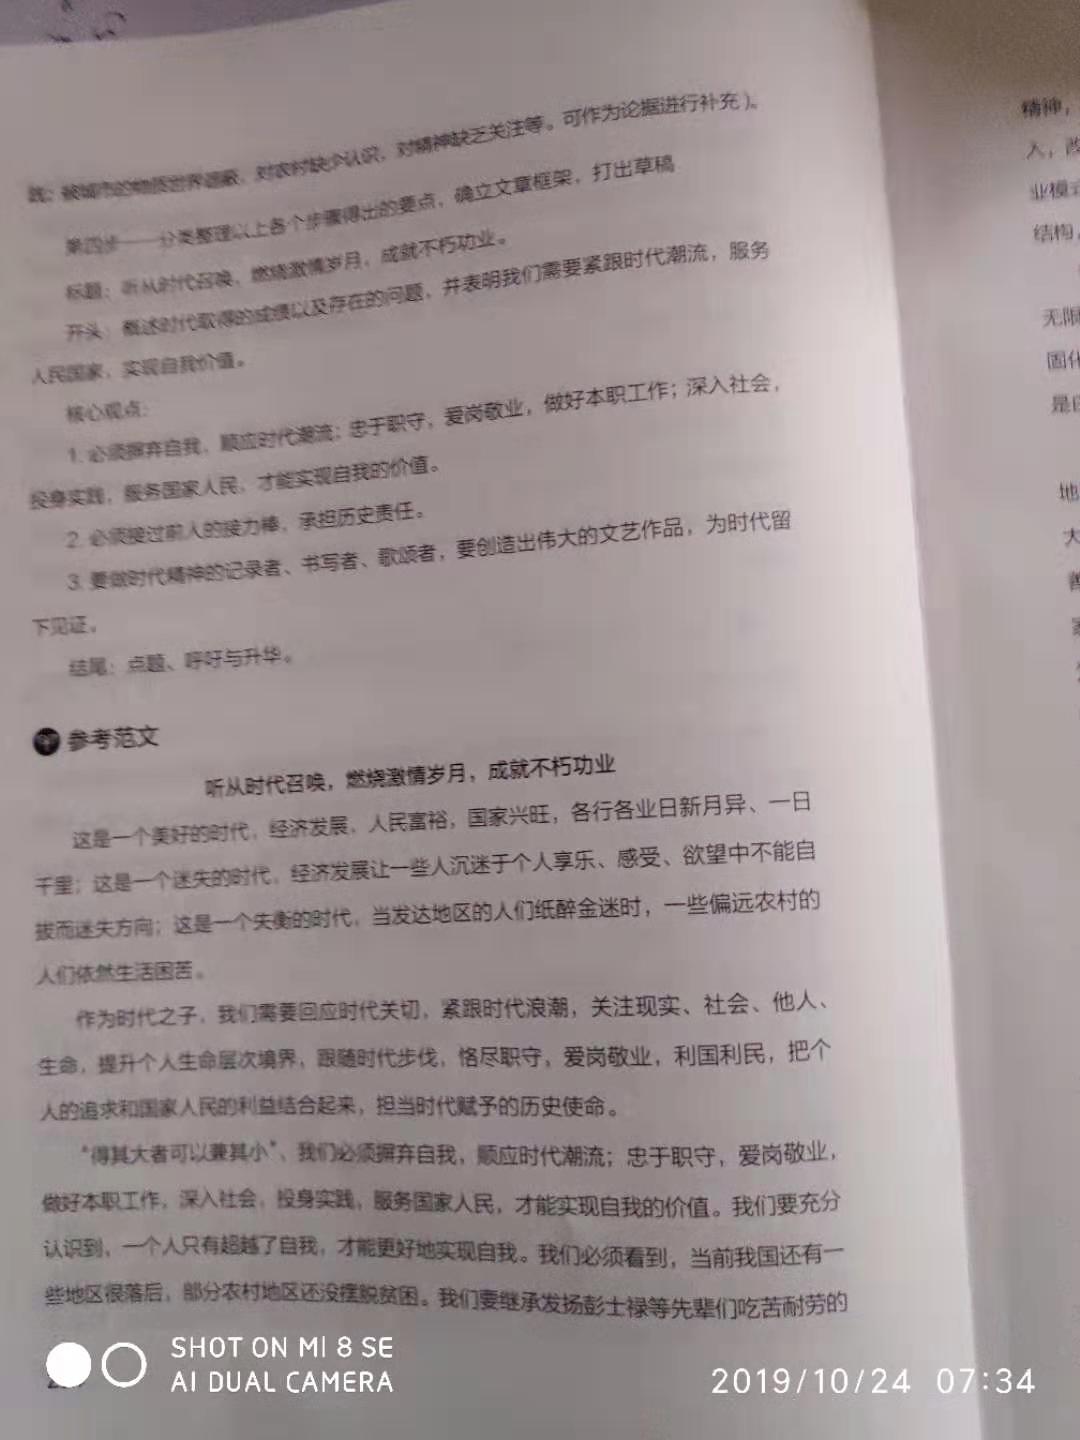 践；被城市的物质世界遮蔽，对农村缺少认识，对精神缺乏关注等。可作为论据进行补充）。
第四步——分类整理以上各个步骤得出的要点，确立文章框架，打出草稿
标题：听从时代召唤，燃烧激情岁月，成就不朽功业。
开头：概述时代取得的成绩以及存在的问题，并表明我们需要紧跟时代潮流，服务
人民国家，实现自我价值。
核心观点：
1. 必须摒弃自我，顺应时代潮流；忠于职守，爱岗敬业，做好本职工作；深入社会，
投身实践，服务国家人民，才能实现自我的价值。
2. 必须接过前人的接力棒，承担历史责任。
3. 要做时代精神的记录者、书写者、歌颂者，要创造出伟大的文艺作品，为时代留
下见证。
结尾：点题、呼吁与升华。
参考范文
听从时代召唤，燃烧激情岁月，成就不朽功业
这是一个美好的时代，经济发展，人民富裕，国家兴旺，各行各业日新月异、一日
千里；这是一个迷失的时代，经济发展让一些人沉迷于个人享乐、感受、欲望中不能自
拔而迷失方向；这是一个失衡的时代，当发达地区的人们纸醉金迷时，一些偏远农村的
人们依然生活困苦。
作为时代之子，我们需要回应时代关切，紧跟时代浪潮，关注现实、社会、他人、
生命，提升个人生命层次境界，跟随时代步伐，恪尽职守，爱岗敬业，利国利民，把个
人的追求和国家人民的利益结合起来，担当时代赋予的历史使命。
“得其大者可以兼其小”，我们必须摒弃自我，顺应时代潮流；忠于职守，爱岗敬业，
做好本职工作，深入社会，投身实践，服务国家人民，才能实现自我的价值。我们要充分
认识到，一个人只有超越了自我，才能更好地实现自我。我们必须看到，当前我国还有一
些地区很落后，部分农村地区还没摆脱贫困。我们要继承发扬彭士禄等先辈们吃苦耐劳的
精神，
入，
业模式
结构，
无限
固化
是
地
大
SHOT ON MI 8 SE
AI DUAL CAMERA
2019/10/24 07:34